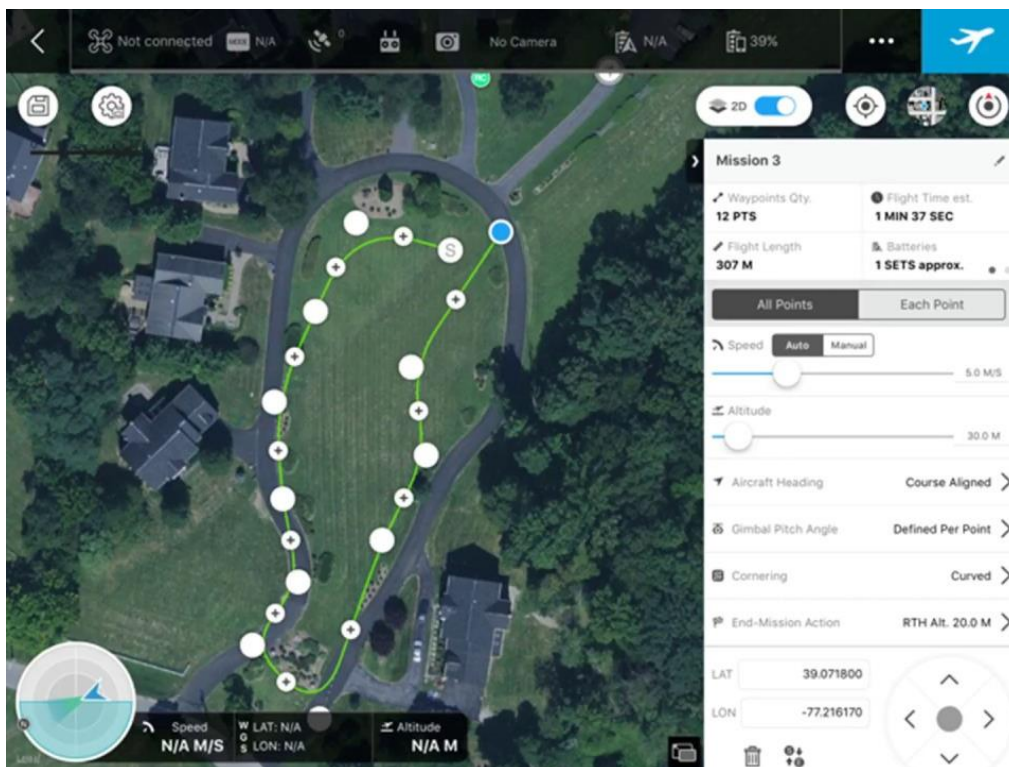 Not connected MODE N/A 0 No Camera N/A 39%
RC
2D
Mission 3
Waypoints Qty.
12 PTS
Flight Time est.
1 MIN 37 SEC
Flight Length
307 M
Batteries
1 SETS approx.
All Points Each Point
Speed Auto Manual
5.0 M/S
Altitude
30.0 M
Aircraft Heading Course Aligned
Gimbal Pitch Angle Defined Per Point
Cornering Curved
End-Mission Action RTH Alt. 20.0 M
LAT 39.071800
LON -77.216170
S
N
Speed
N/A M/S
WGS
LAT: N/A
LON: N/A
Altitude
N/A M